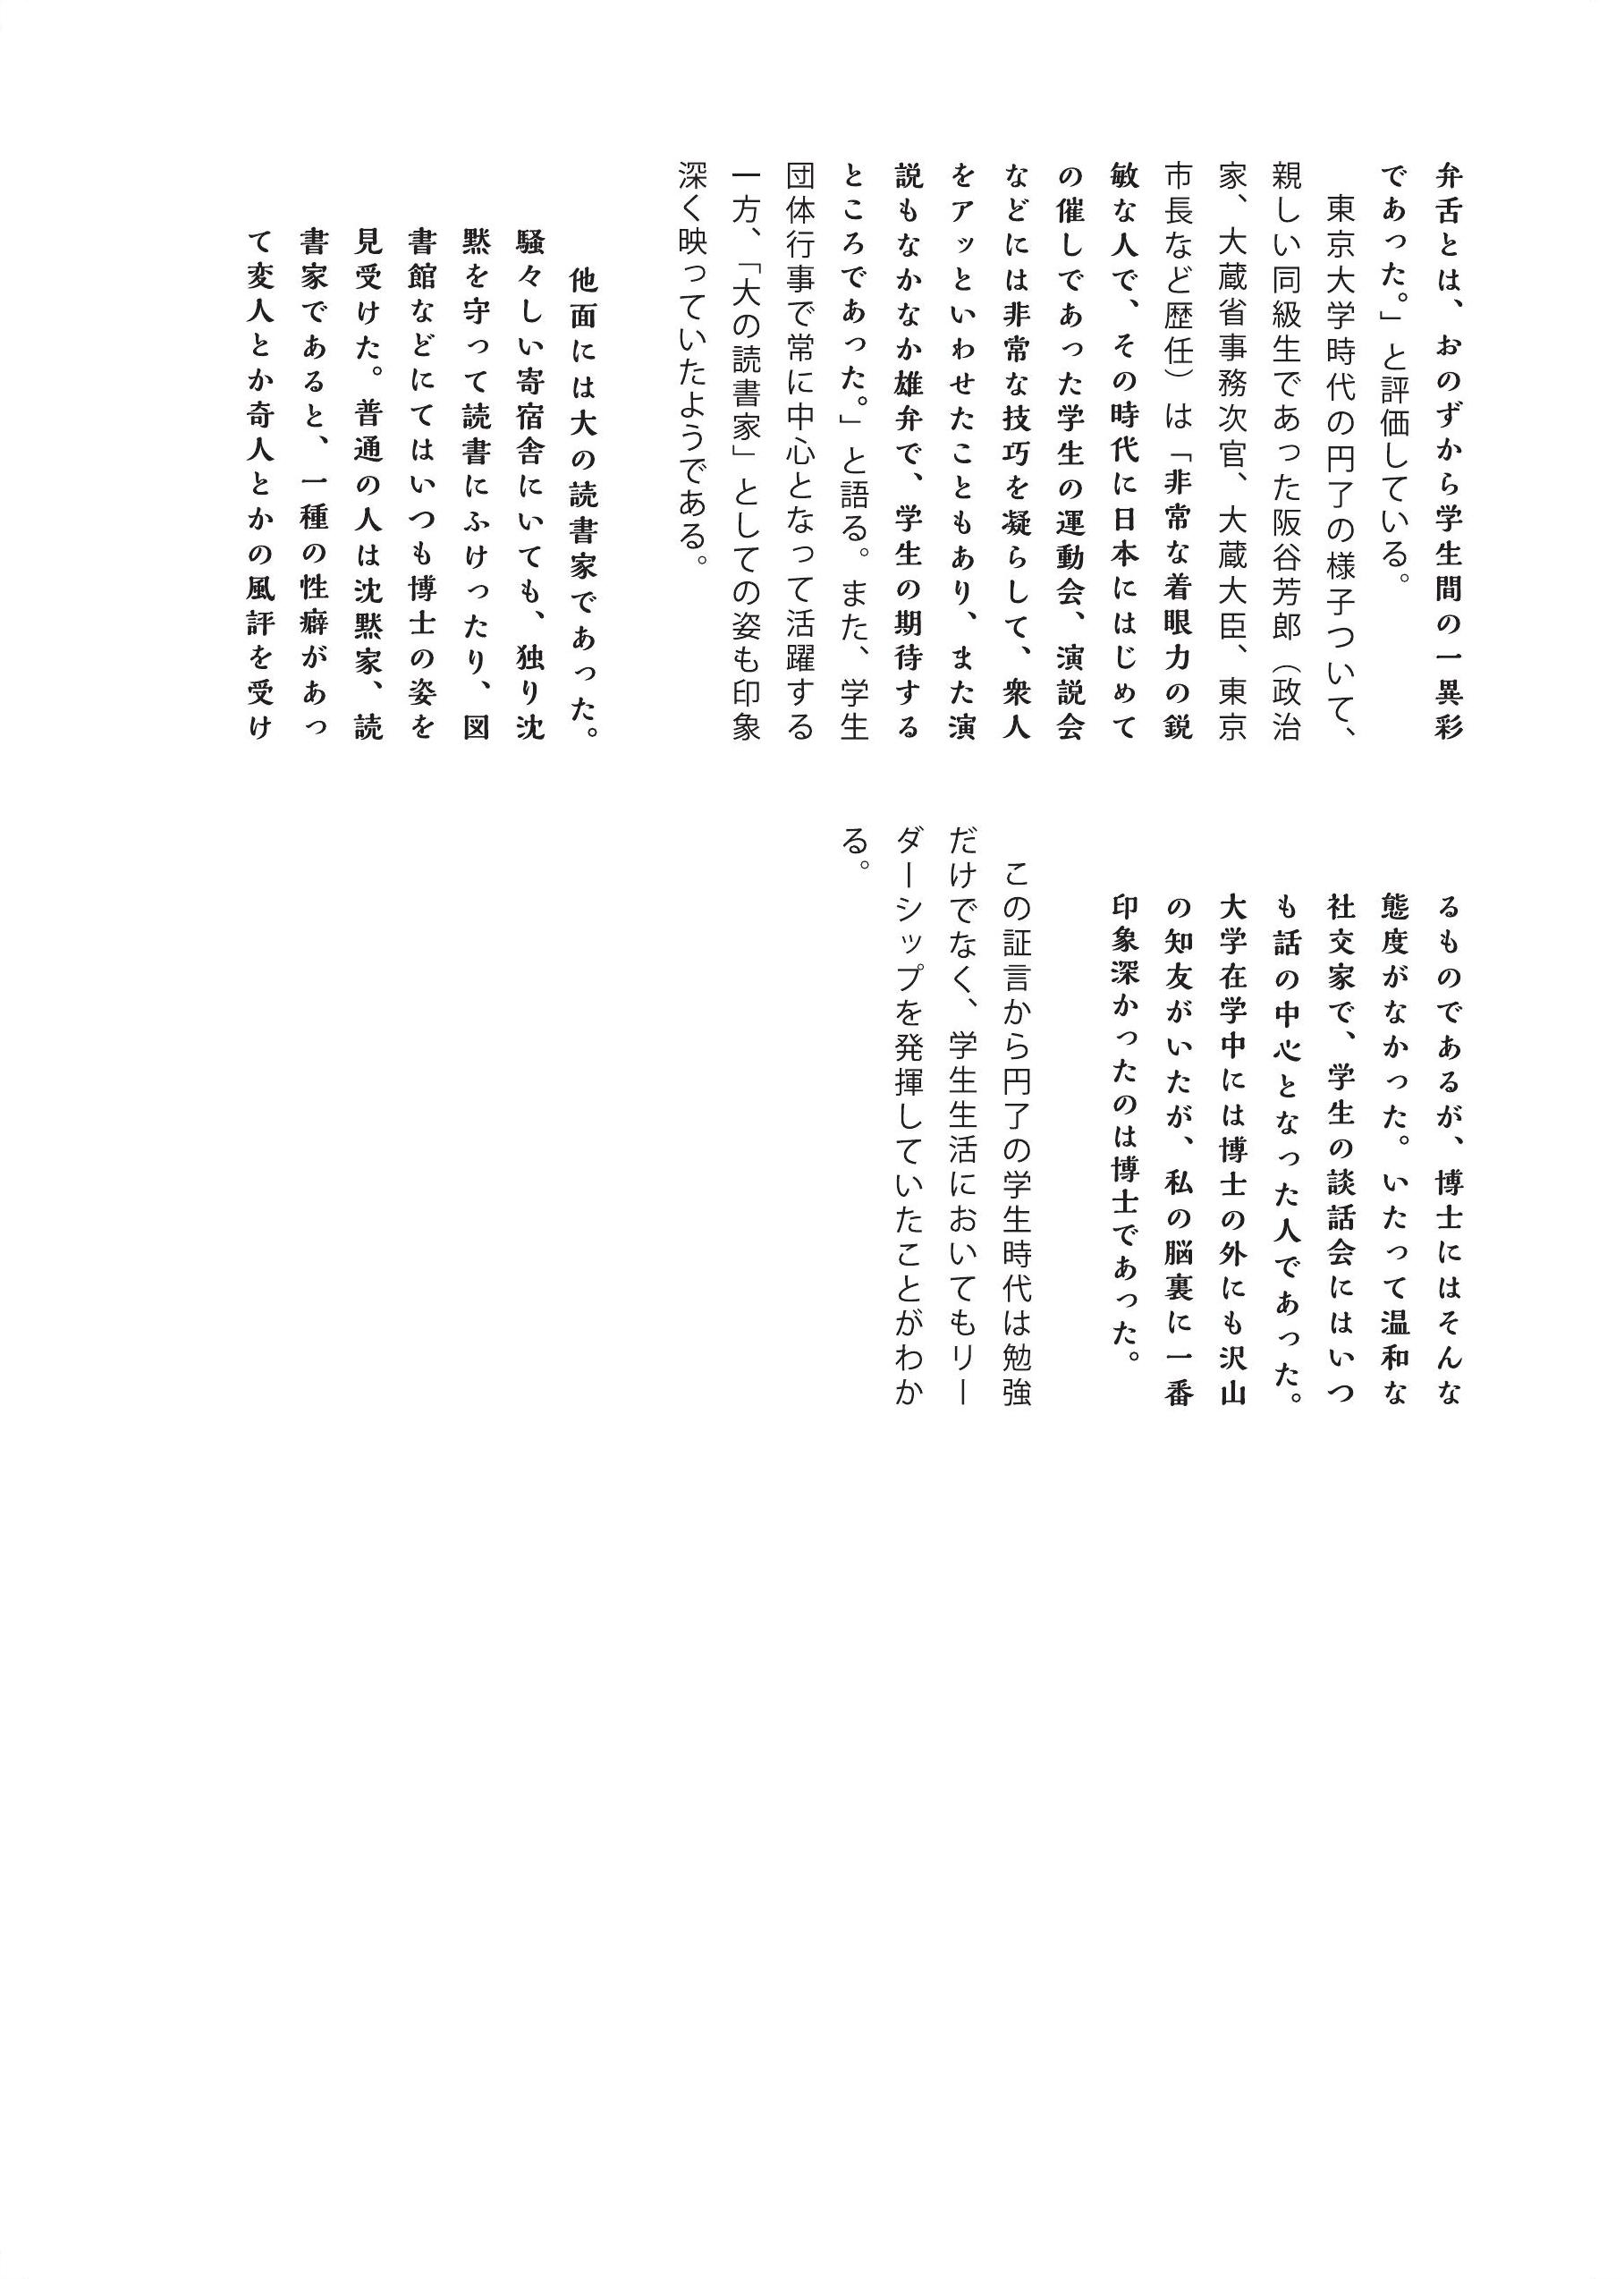 弁舌とは、おのずから学生間の一異彩
であった。」と評価している。
　東京大学時代の円了の様子ついて、
親しい同級生であった阪谷芳郎（政治
家、大蔵省事務次官、大蔵大臣、東京
市長など歴任）は「非常な着眼力の鋭
敏な人で、その時代に日本にはじめて
の催しであった学生の運動会、演説会
などには非常な技巧を凝らして、衆人
をアッといわせたこともあり、また演
説もなかなか雄弁で、学生の期待する
ところであった。」と語る。また、学生
団体行事で常に中心となって活躍する
一方、「大の読書家」としての姿も印象
深く映っていたようである。
　他面には大の読書家であった。
騒々しい寄宿舎にいても、独り沈
黙を守って読書にふけったり、図
書館などにてはいつも博士の姿を
見受けた。普通の人は沈黙家、読
書家であると、一種の性癖があっ
て変人とか奇人とかの風評を受け
るものであるが、博士にはそんな
態度がなかった。いたって温和な
社交家で、学生の談話会にはいつ
も話の中心となった人であった。
大学在学中には博士の外にも沢山
の知友がいたが、私の脳裏に一番
印象深かったのは博士であった。
　この証言から円了の学生時代は勉強
だけでなく、学生生活においてもリー
ダーシップを発揮していたことがわか
る。